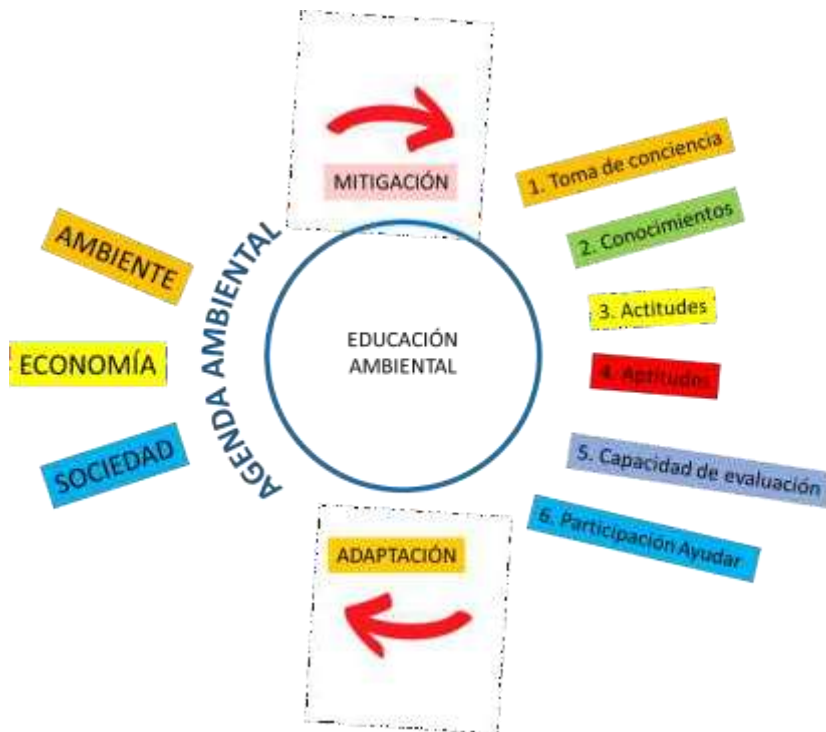 MITIGACIÓN
1. Toma de conciencia
2. Conocimientos
3. Actitudes
4. Aptitudes
5. Capacidad de evaluación
6. Participación Ayudar
AMBIENTE
ECONOMÍA
SOCIEDAD
AGENDA AMBIENTAL
EDUCACIÓN
AMBIENTAL
ADAPTACIÓN